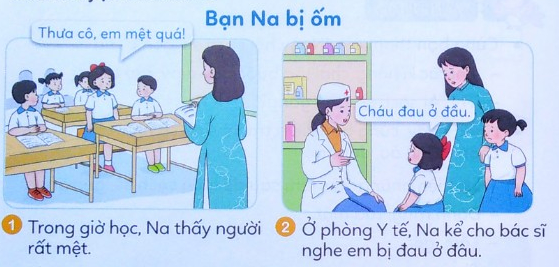 Bạn Na bị ốm
Thưa cô, em mệt quá!
Cháu đau ở đầu.
1 Trong giờ học, Na thấy người
rất mệt.
2 Ở phòng Y tế, Na kể cho bác sĩ
nghe em bị đau ở đâu.